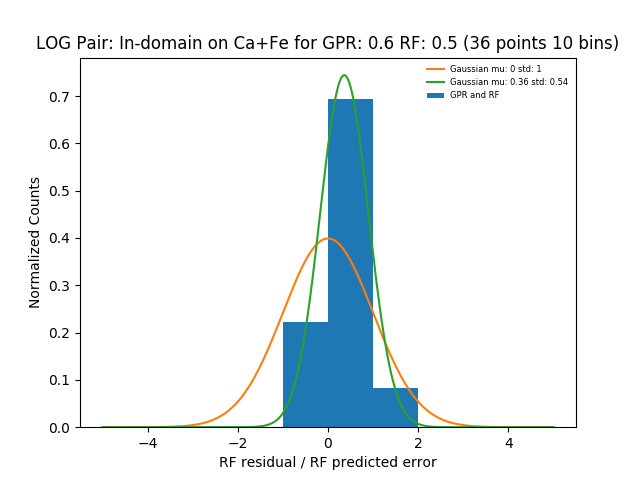 LOG Pair: In-domain on Ca+Fe for GPR: 0.6 RF: 0.5 (36 points 10 bins)
Gaussian mu: 0 std: 1
Gaussian mu: 0.36 std: 0.54
GPR and RF
Normalized Counts
0.7
0.6
0.5
0.4
0.3
0.2
0.1
0.0
−4 −2 0 2 4
RF residual / RF predicted error